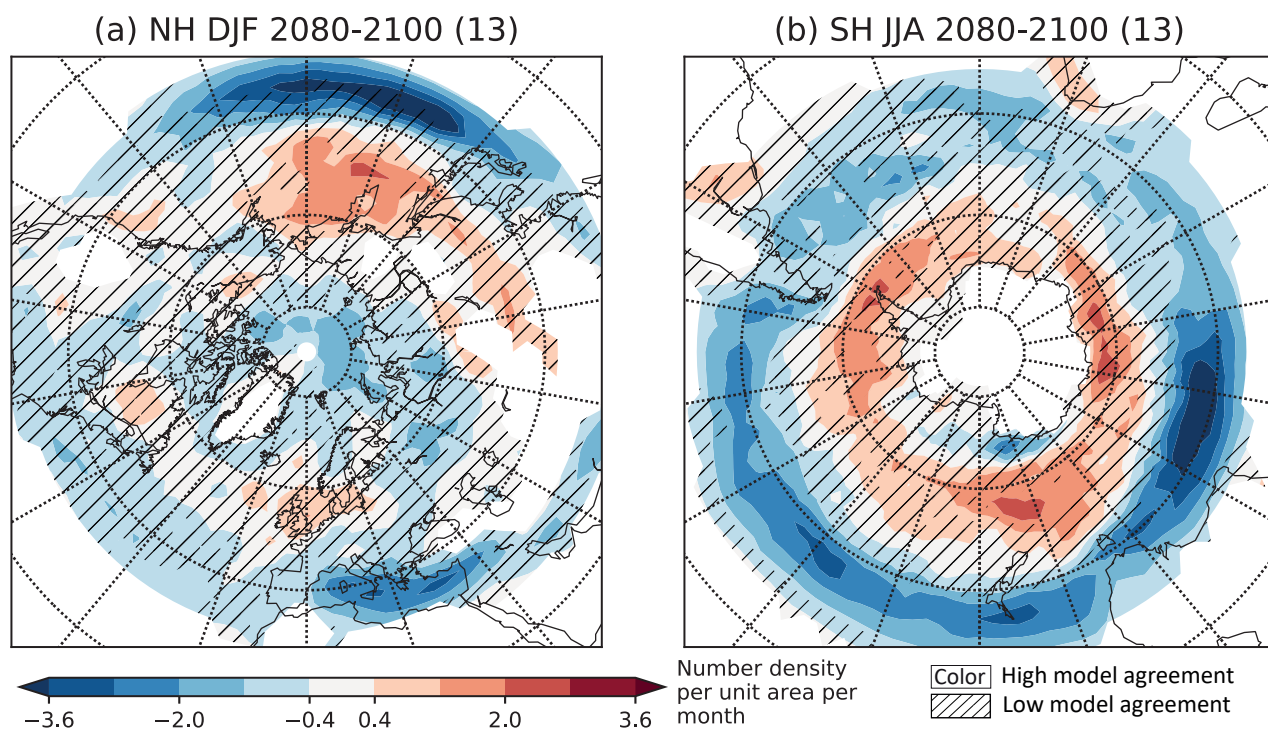 (a) NH DJF 2080-2100 (13)
(b) SH JJA 2080-2100 (13)
Number density
per unit area per
month
−3.6
−2.0
−0.4
0.4
2.0
3.6
Color
High model agreement
Low model agreement